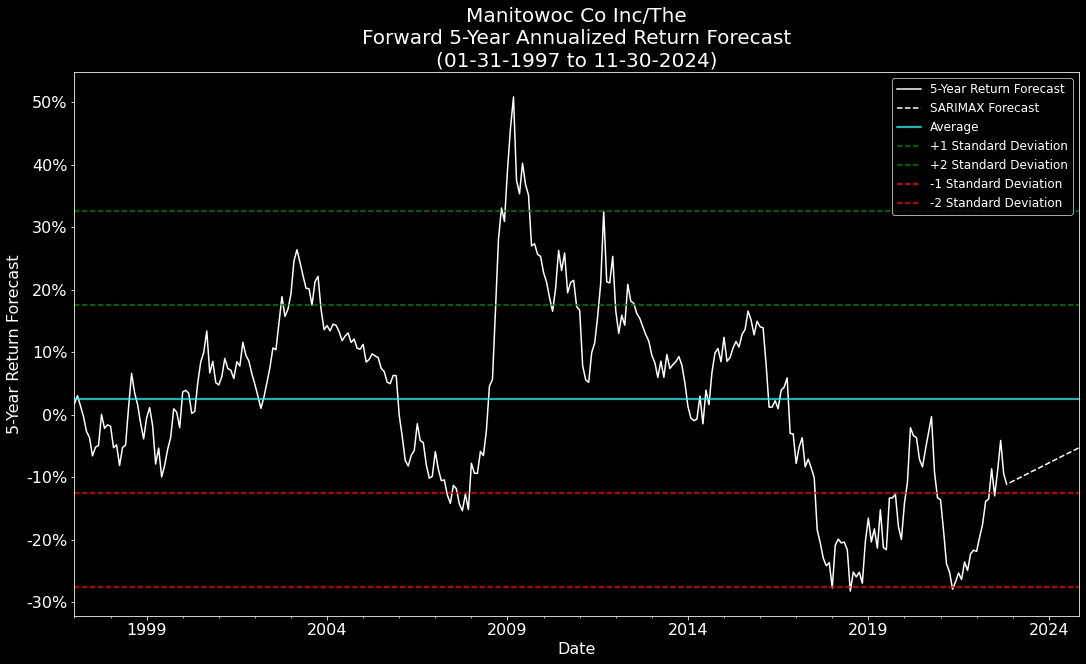 Manitowoc Co Inc/The
Forward 5-Year Annualized Return Forecast
(01-31-1997 to 11-30-2024)
5-Year Return Forecast
50%
40%
30%
20%
10%
0%
-10%
-20%
-30%
5-Year Return Forecast
SARIMAX Forecast
Average
+1 Standard Deviation
+2 Standard Deviation
-1 Standard Deviation
-2 Standard Deviation
1999
2004
2009
2014
2019
2024
Date